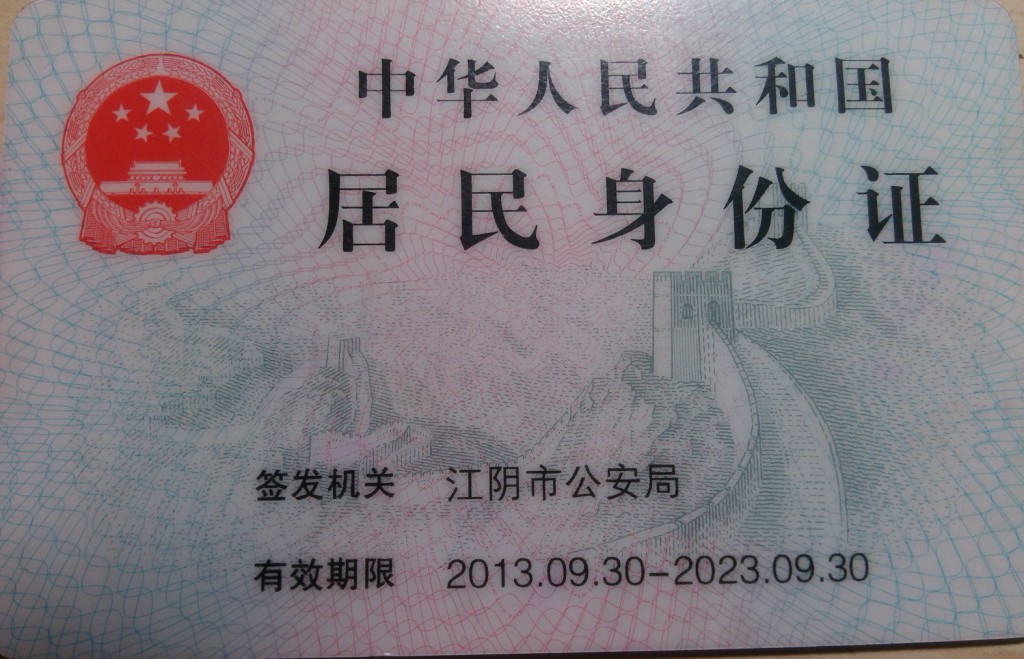 中华人民共和国
居民身份证
签发机关 江阴市公安局
有效期限 2013.09.30-2023.09.30